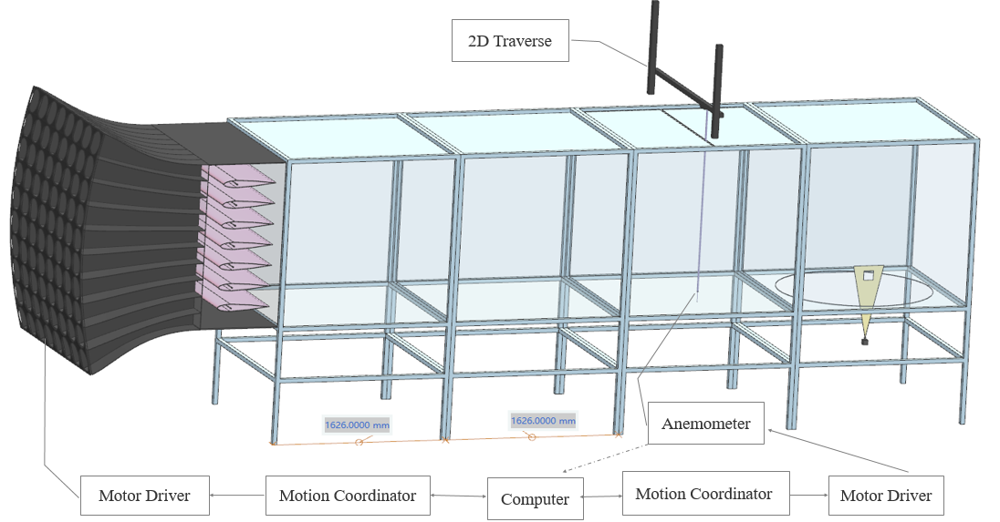 2D Traverse
1626.0000 mm
1626.0000 mm
Anemometer
Motor Driver
Motion Coordinator
Computer
Motion Coordinator
Motor Driver